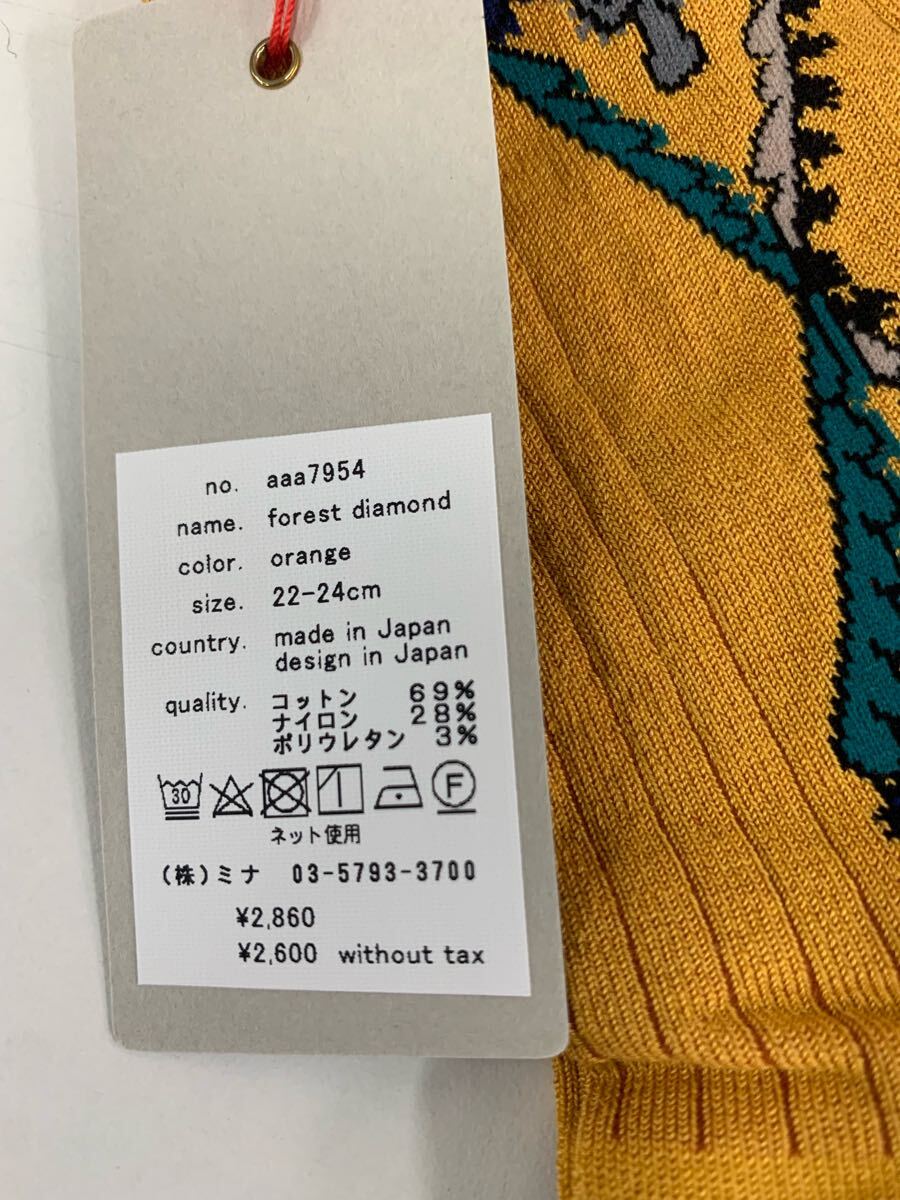 no. aaa7954
name. forest diamond
color. orange
size. 22-24cm
country. made in Japan
design in Japan
quality. コットン 69%
ナイロン 28%
ポリウレタン 3%
30 F
ネット使用
(株)ミナ 03-5793-3700
¥2,860
¥2,600 without tax